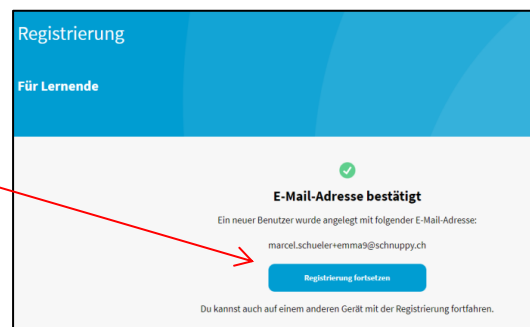 Registrierung
Für Lernende
E-Mail-Adresse bestätigt
Ein neuer Benutzer wurde angelegt mit folgender E-Mail-Adresse:
marcel.schueler+emma9@schnuppy.ch
Registrierung fortsetzen
Du kannst auch auf einem anderen Gerät mit der Registrierung fortfahren.